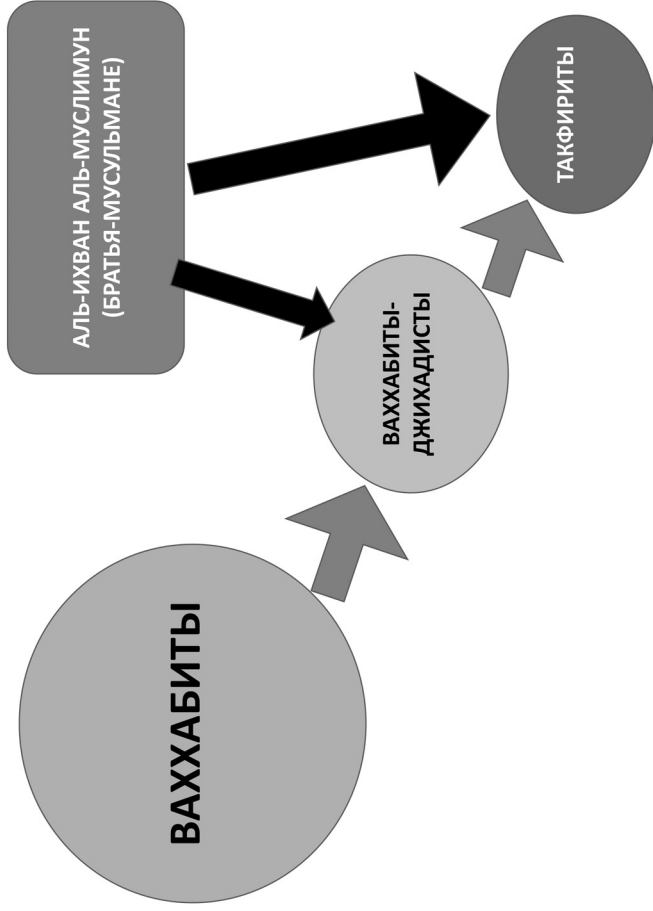 АЛЬ-ИХВАН АЛЬ-МУСЛИМУН
(БРАТЬЯ-МУСУЛЬМАНЕ)
ВАХХАБИТЫ
ВАХХАБИТЫ-
ДЖИХАДИСТЫ
ТАКФИРИТЫ